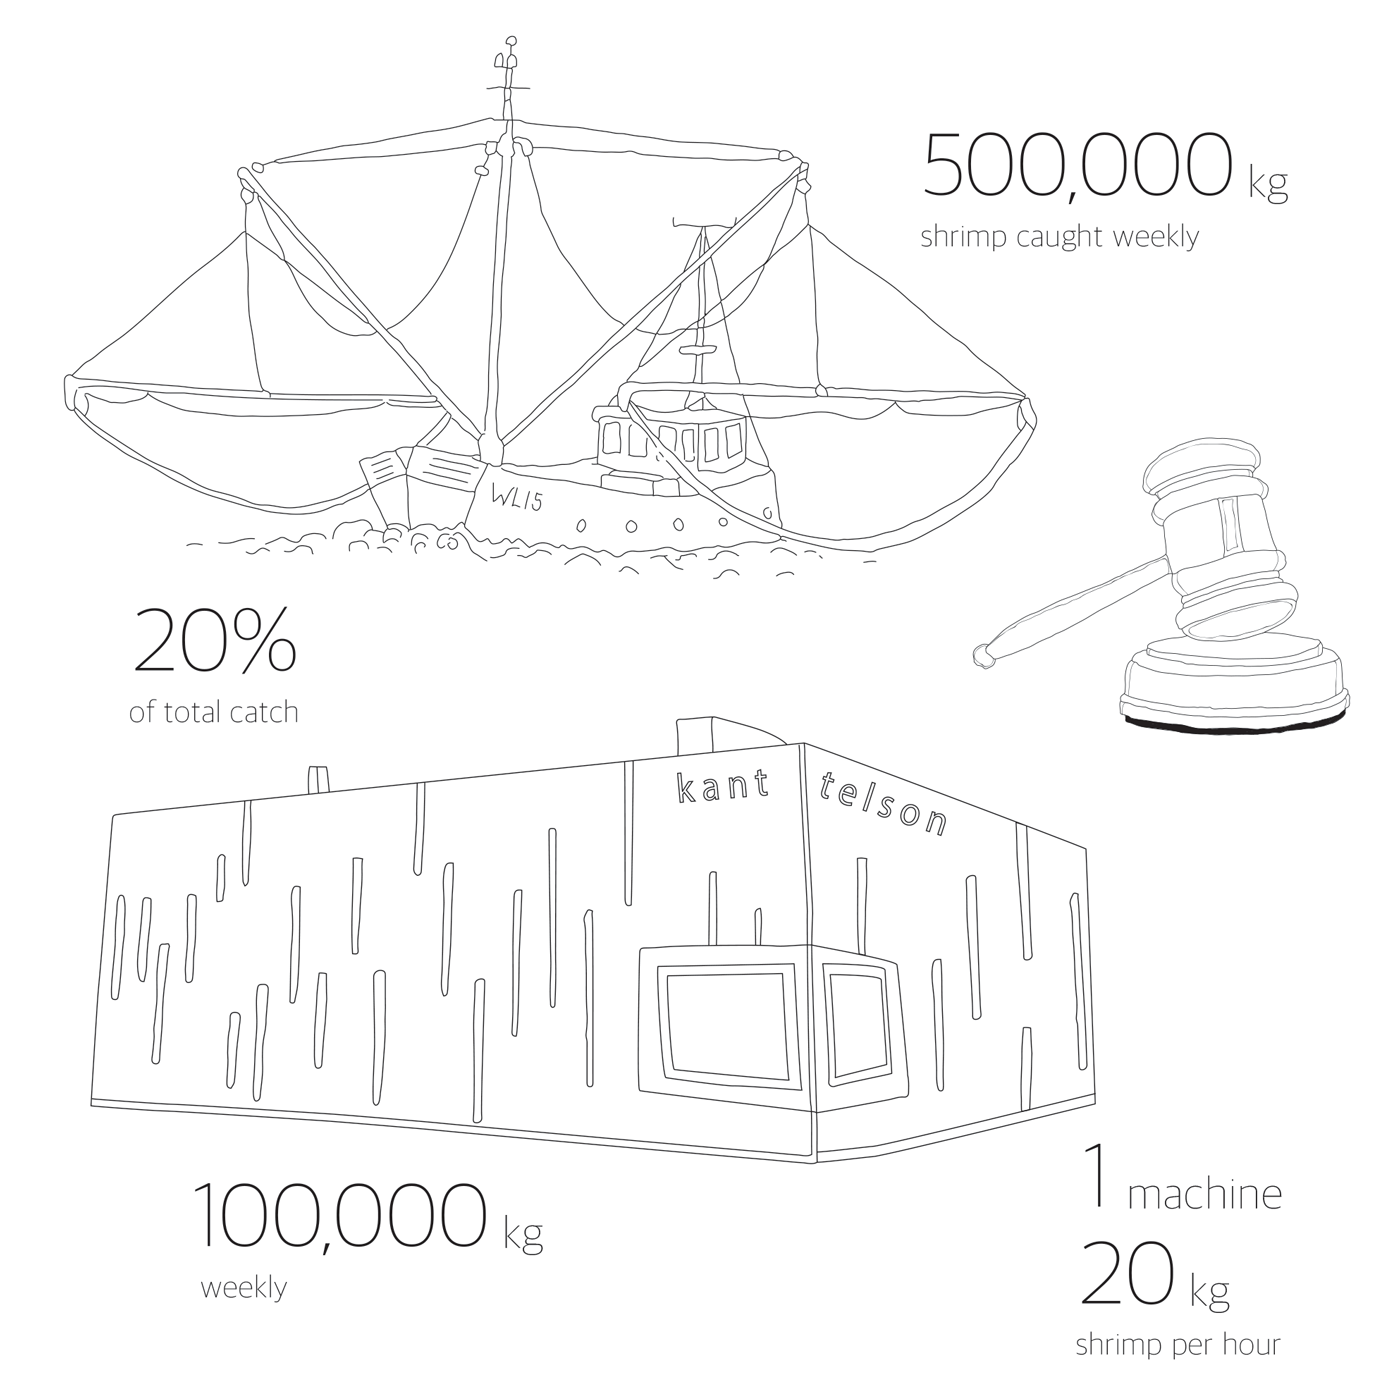 500,000 kg
shrimp caught weekly
WL15
20%
of total catch
kant telson
100,000 kg
weekly
1 machine
20 kg
shrimp per hour